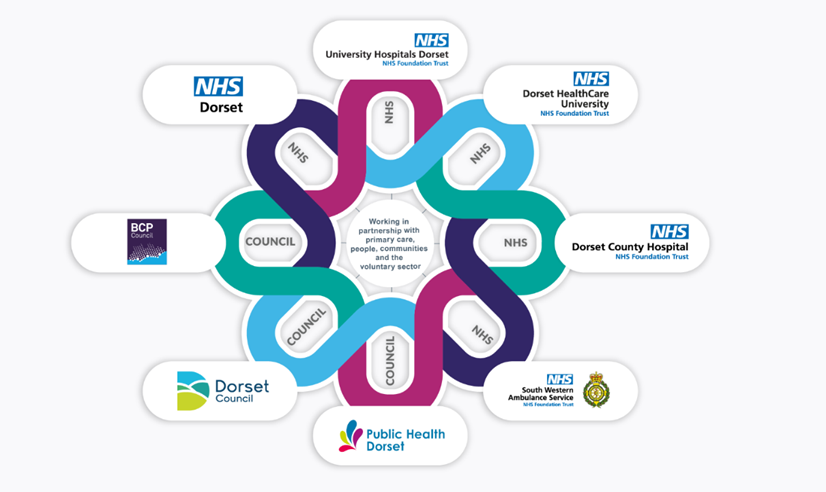 NHS
University Hospitals Dorset
NHS Foundation Trust
NHS
Dorset
NHS
Dorset HealthCare
University
NHS Foundation Trust
NHS
NHS
NHS
BCP
Council
COUNCIL
Working in
partnership with
primary care,
people, communities
and the
voluntary sector
NHS
NHS
Dorset County Hospital
NHS Foundation Trust
COUNCIL
COUNCIL
NHS
Dorset
Council
NHS
South Western
Ambulance Service
NHS Foundation Trust
Public Health
Dorset